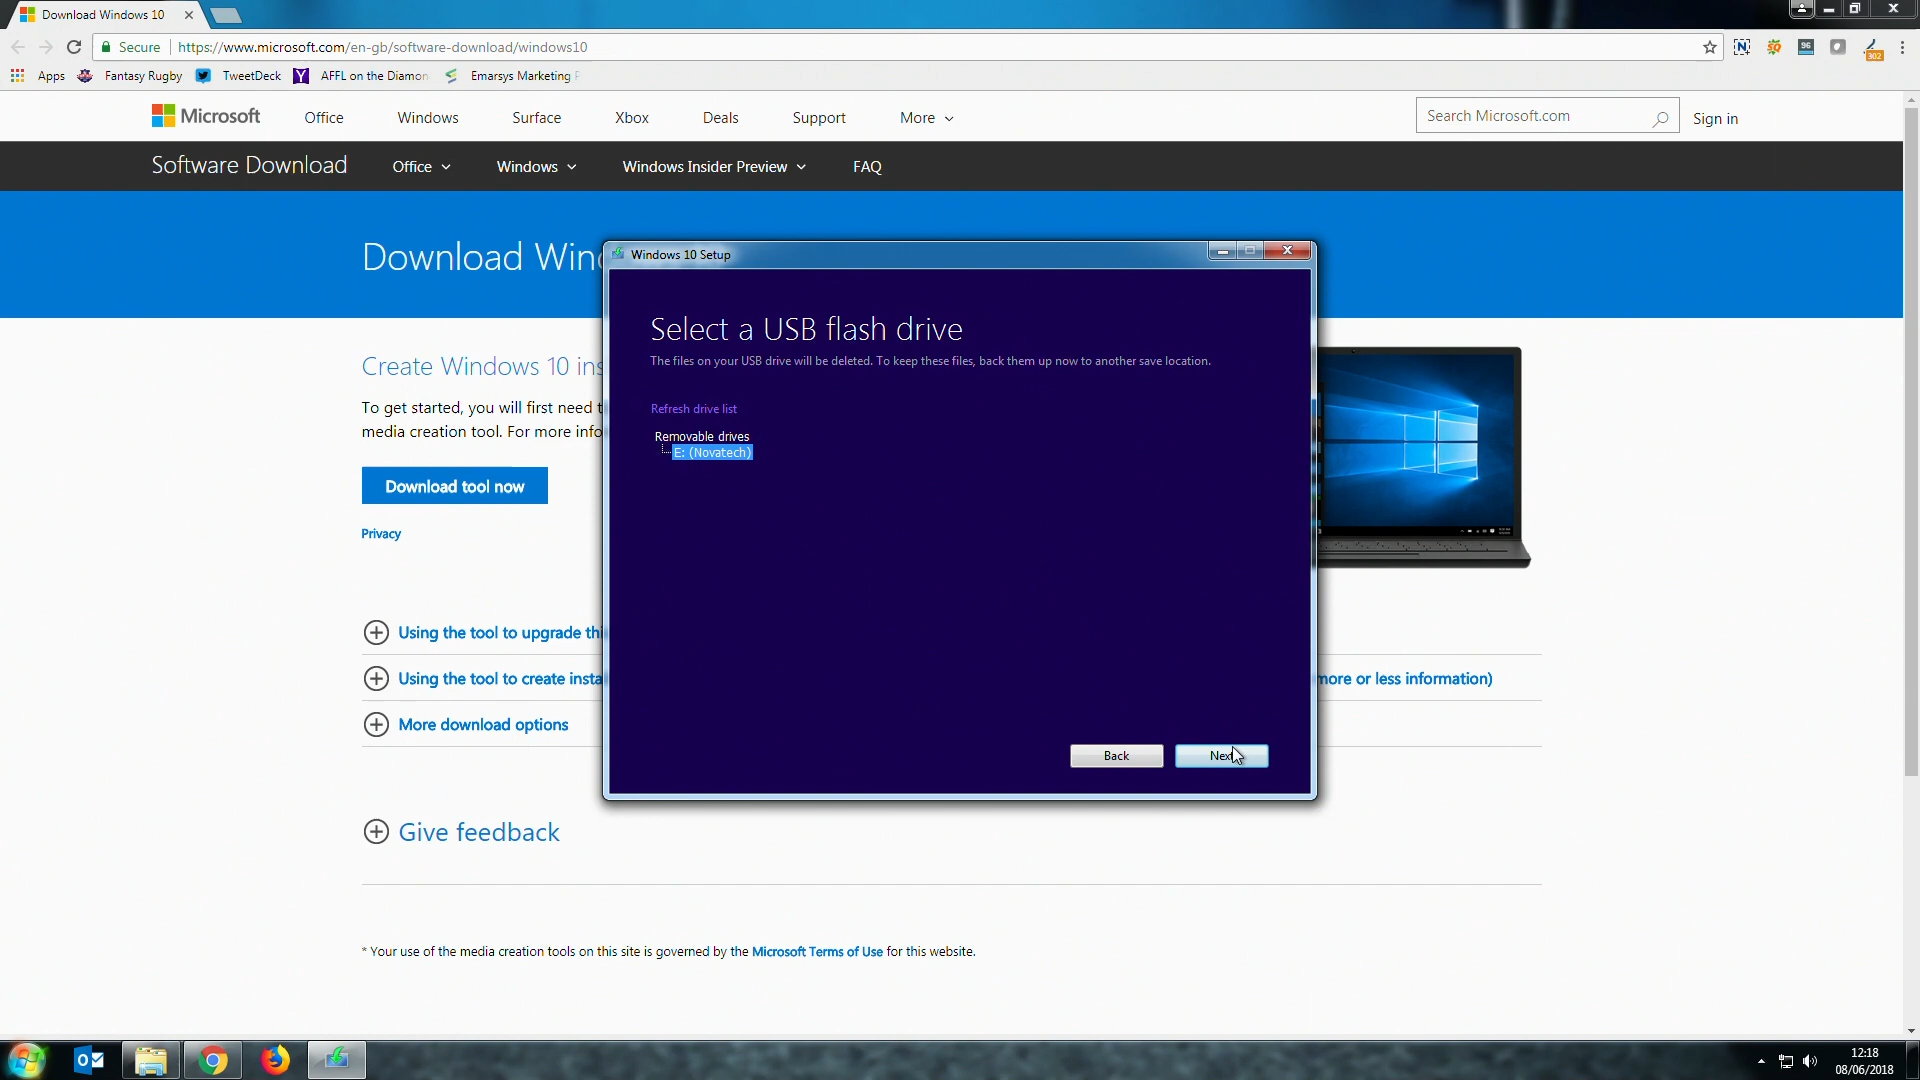 Download Windows 10
Secure
https://www.microsoft.com/en-gb/software-download/windows10
96
302
Apps
Fantasy Rugby
TweetDeck
AFFL on the Diamon
Emarsys Marketing
Microsoft
Office
Windows
Surface
Xbox
Deals
Support
More
Search Microsoft.com
Sign in
Software Download
Office
Windows
Windows Insider Preview
FAQ
Download Win
Windows 10 Setup
Select a USB flash drive
The files on your USB drive will be deleted. To keep these files, back them up now to another save location.
Refresh drive list
Removable drives
E: (Novatech)
Back
Next
Create Windows 10 ins
To get started, you will first need t
media creation tool. For more info
Download tool now
Privacy
Using the tool to upgrade thi
Using the tool to create insta
more or less information)
More download options
Give feedback
* Your use of the media creation tools on this site is governed by the Microsoft Terms of Use for this website.
12:18
08/06/2018